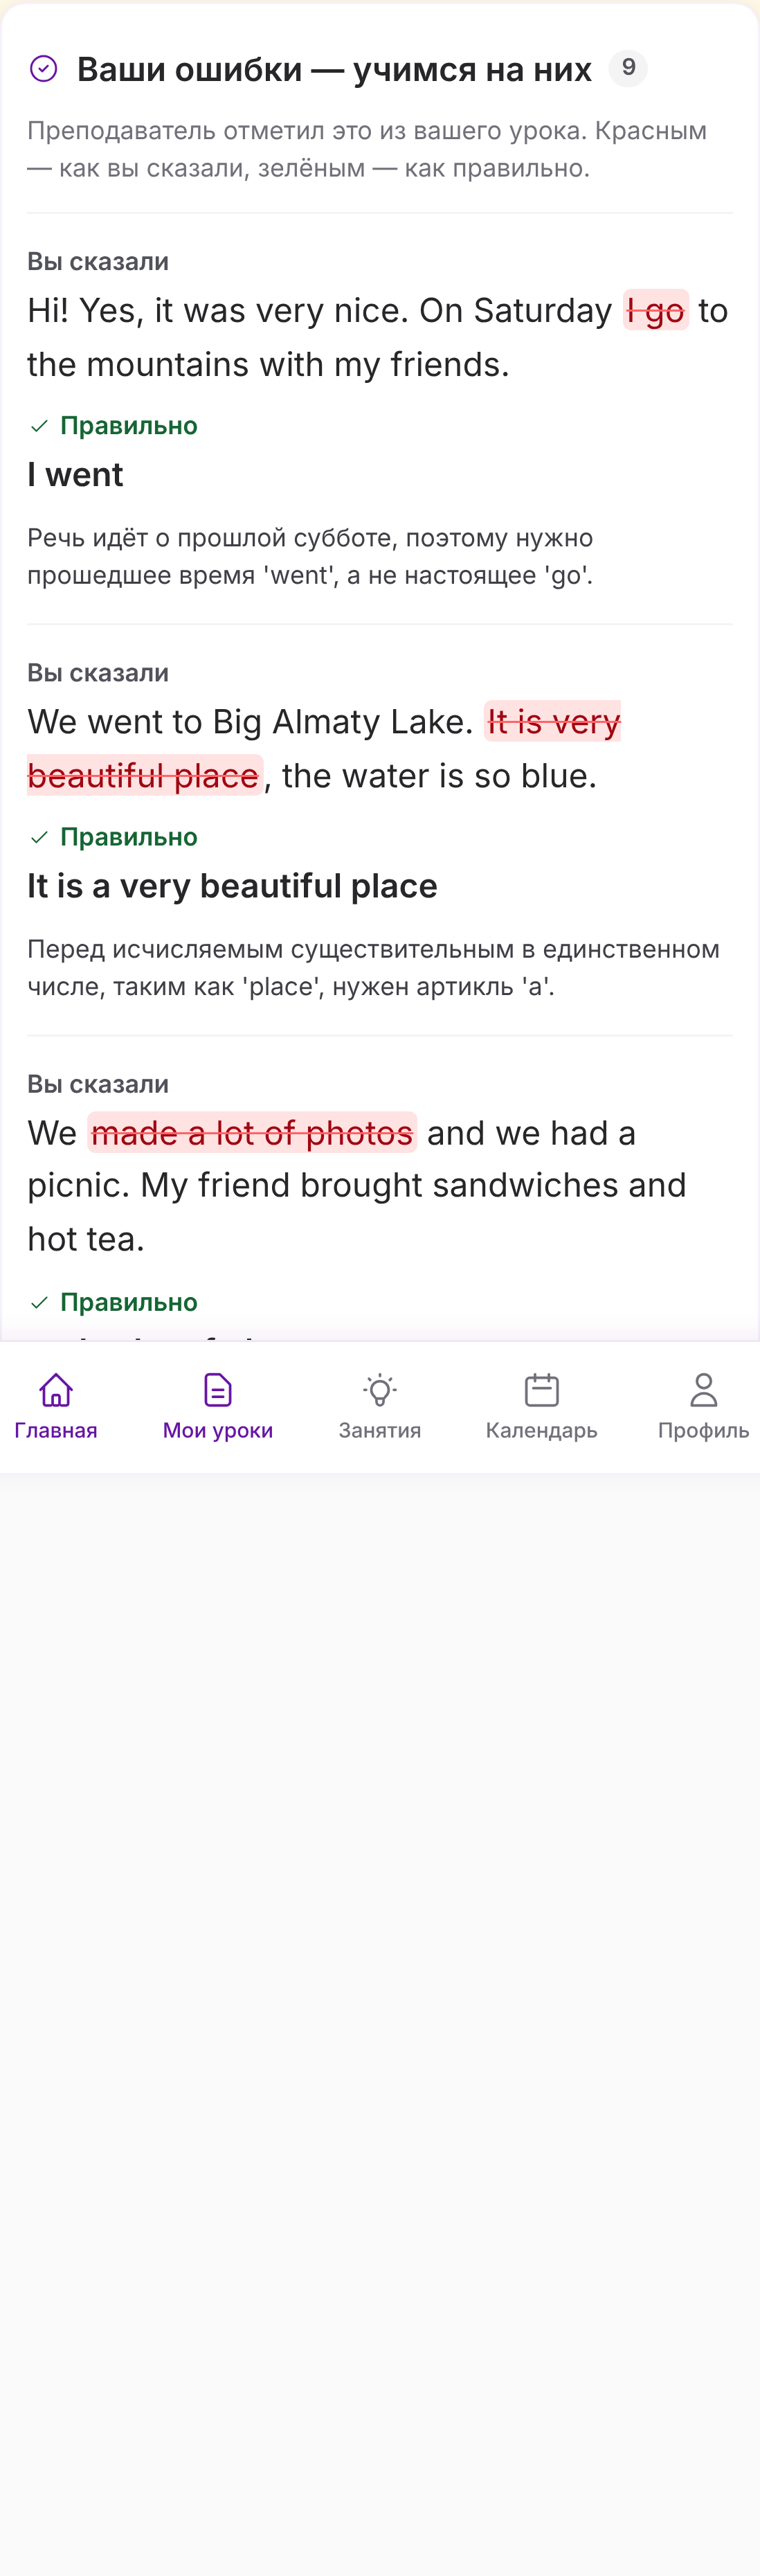 Ваши ошибки — учимся на них 9
Преподаватель отметил это из вашего урока. Красным
— как вы сказали, зелёным — как правильно.
Вы сказали
Hi! Yes, it was very nice. On Saturday I go to
the mountains with my friends.
Правильно
I went
Речь идёт о прошлой субботе, поэтому нужно
прошедшее время 'went', а не настоящее 'go'.
Вы сказали
We went to Big Almaty Lake. It is very
beautiful place, the water is so blue.
Правильно
It is a very beautiful place
Перед исчисляемым существительным в единственном
числе, таким как 'place', нужен артикль 'a'.
Вы сказали
We made a lot of photos and we had a
picnic. My friend brought sandwiches and
hot tea.
Правильно
Главная
Мои уроки
Занятия
Календарь
Профиль